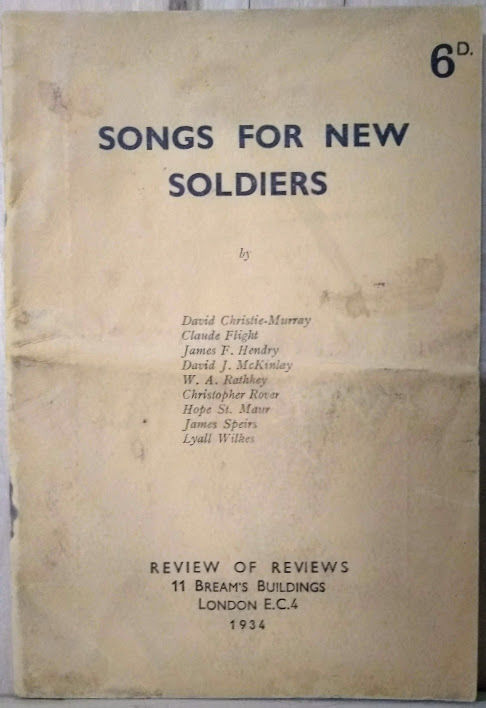 6D.
SONGS FOR NEW
SOLDIERS
by
David Christie-Murray
Claude Flight
James F. Hendry
David J. McKinlay
W. A. Rathkey
Christopher Rover
Hope St. Maur
James Speirs
Lyall Wilkes
REVIEW OF REVIEWS
11 BREAM'S BUILDINGS
LONDON E.C.4
1934